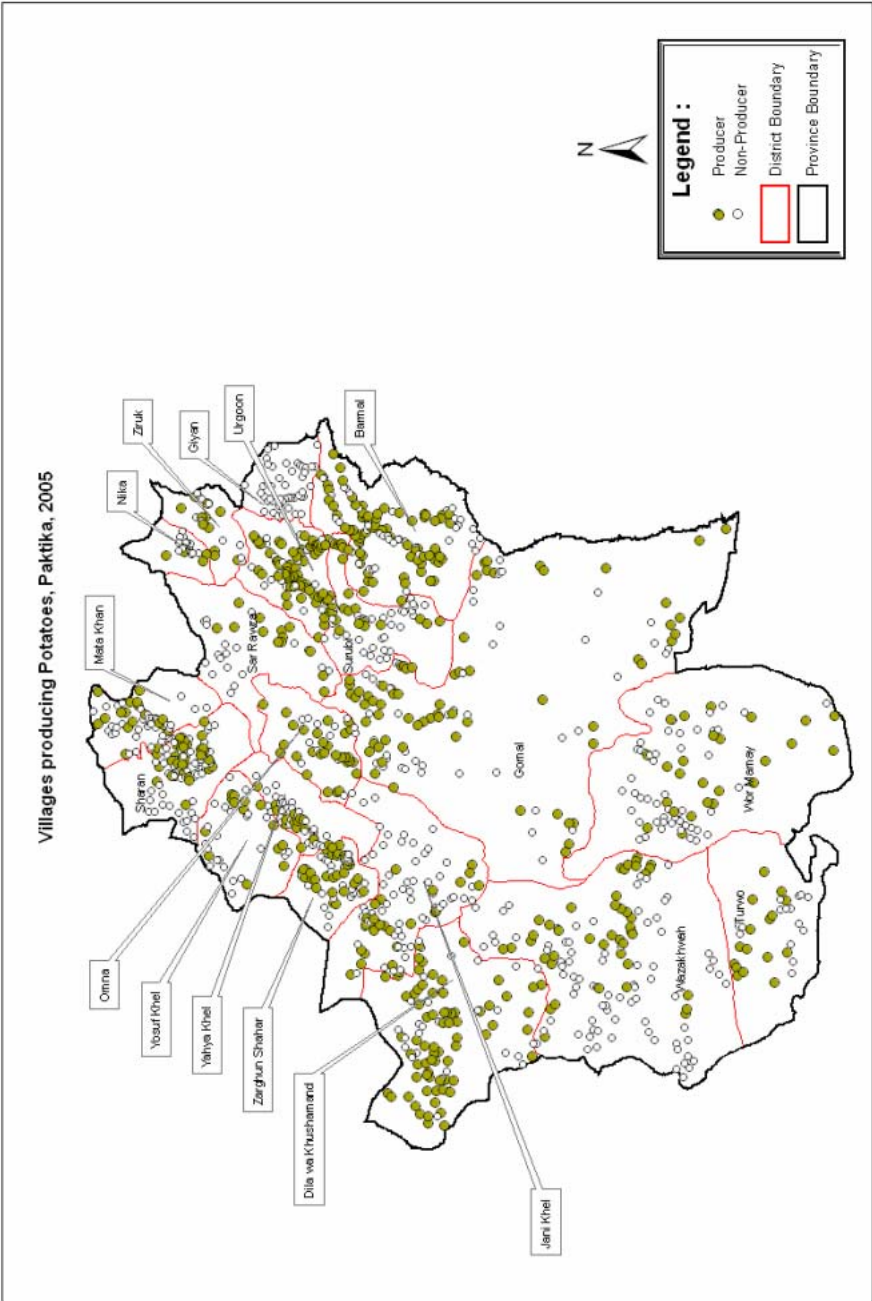 Villages producing Potatoes, Paktika, 2005
Mata Khan
Nika
Ziruk
Giyan
Urgoon
Barmal
Sharan
Sar Rawza
Surubi
Omna
Yosuf Khel
Yahya Khel
Zarghun Shahar
Dila wa Khushamand
Jani Khel
Gomal
Wor Mamay
Wazakhwah
Turwo
N
Legend :
Producer
Non-Producer
District Boundary
Province Boundary